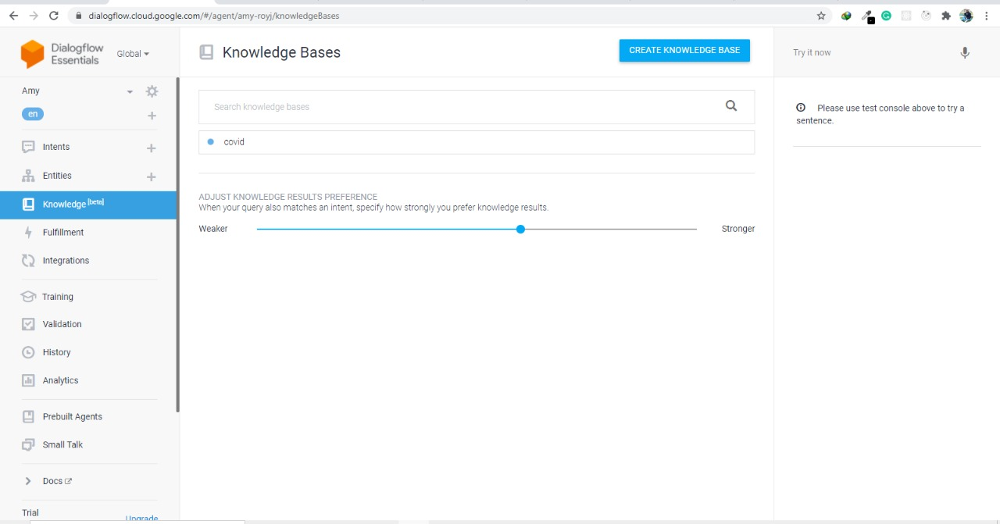 dialogflow.cloud.google.com/#/agent/amy-royj/knowledgeBases
Dialogflow
Essentials
Global
Knowledge Bases
CREATE KNOWLEDGE BASE
Try it now
Amy
en
Search knowledge bases
Please use test console above to try a
sentence.
covid
Intents
Entities
Knowledge [beta]
Fulfillment
Integrations
ADJUST KNOWLEDGE RESULTS PREFERENCE
When your query also matches an intent, specify how strongly you prefer knowledge results.
Weaker
Stronger
Training
Validation
History
Analytics
Prebuilt Agents
Small Talk
Docs
Trial
Upgrade